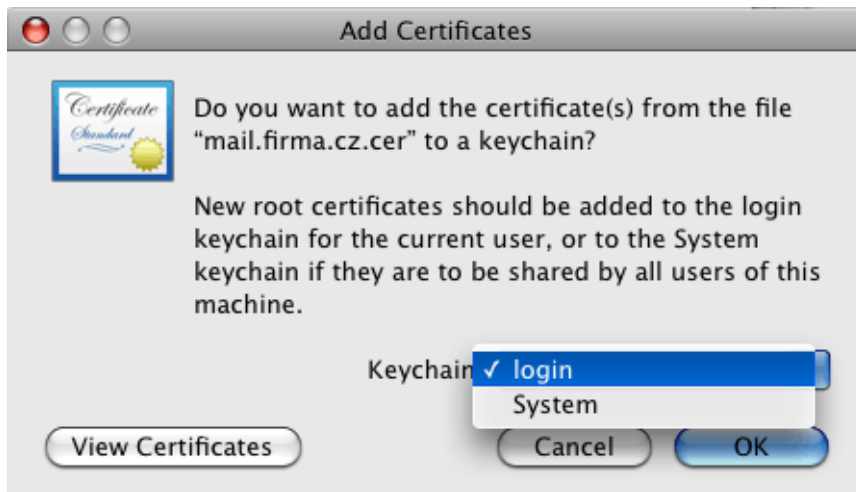 Add Certificates
Certificate
Standard
Do you want to add the certificate(s) from the file
“mail.firma.cz.cer” to a keychain?
New root certificates should be added to the login
keychain for the current user, or to the System
keychain if they are to be shared by all users of this
machine.
Keychain ✓ login
System
View Certificates Cancel OK